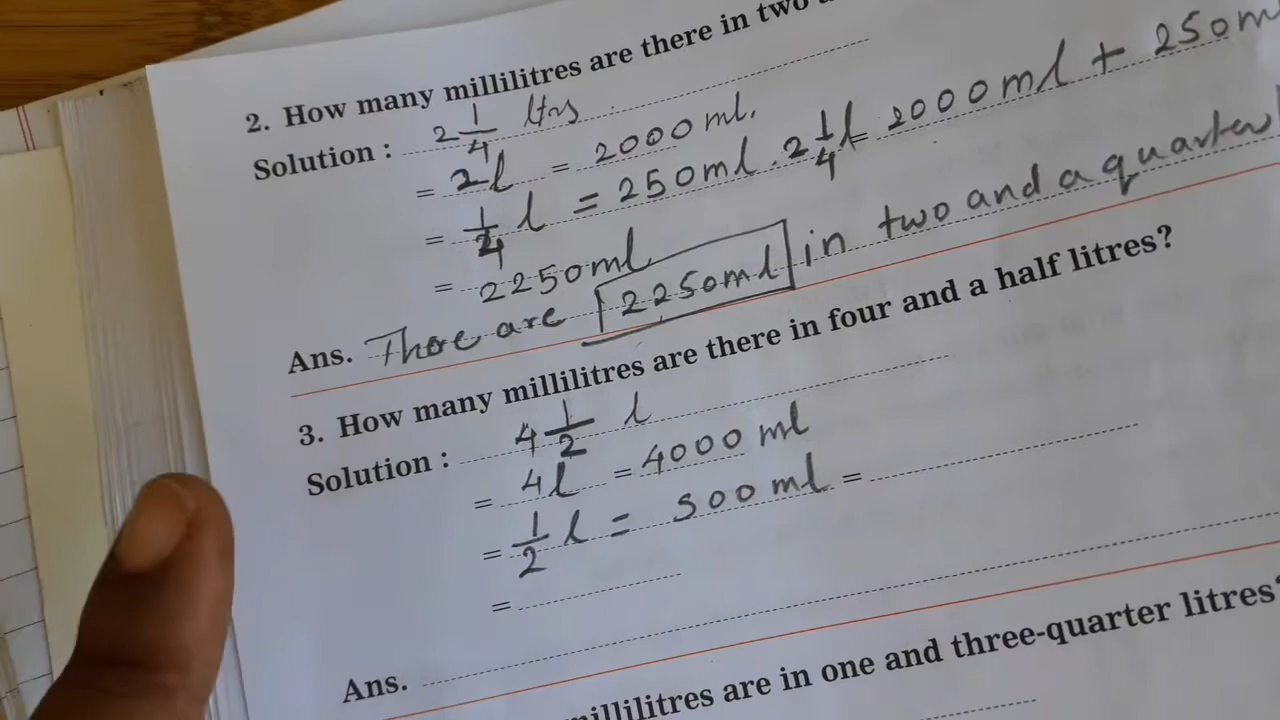 2. How many millilitres are there in two
Solution : 2 1/4 ltrs
= 2l = 2000 ml.
= 1/4 l = 250ml. 2 1/4 l = 2000ml + 250m
= 2250ml
Ans. There are 2250ml in two and a quarter
3. How many millilitres are there in four and a half litres?
Solution : 4 1/2 l
= 4l = 4000 ml
= 1/2 l = 500 ml =
=
Ans.
millilitres are in one and three-quarter litres?